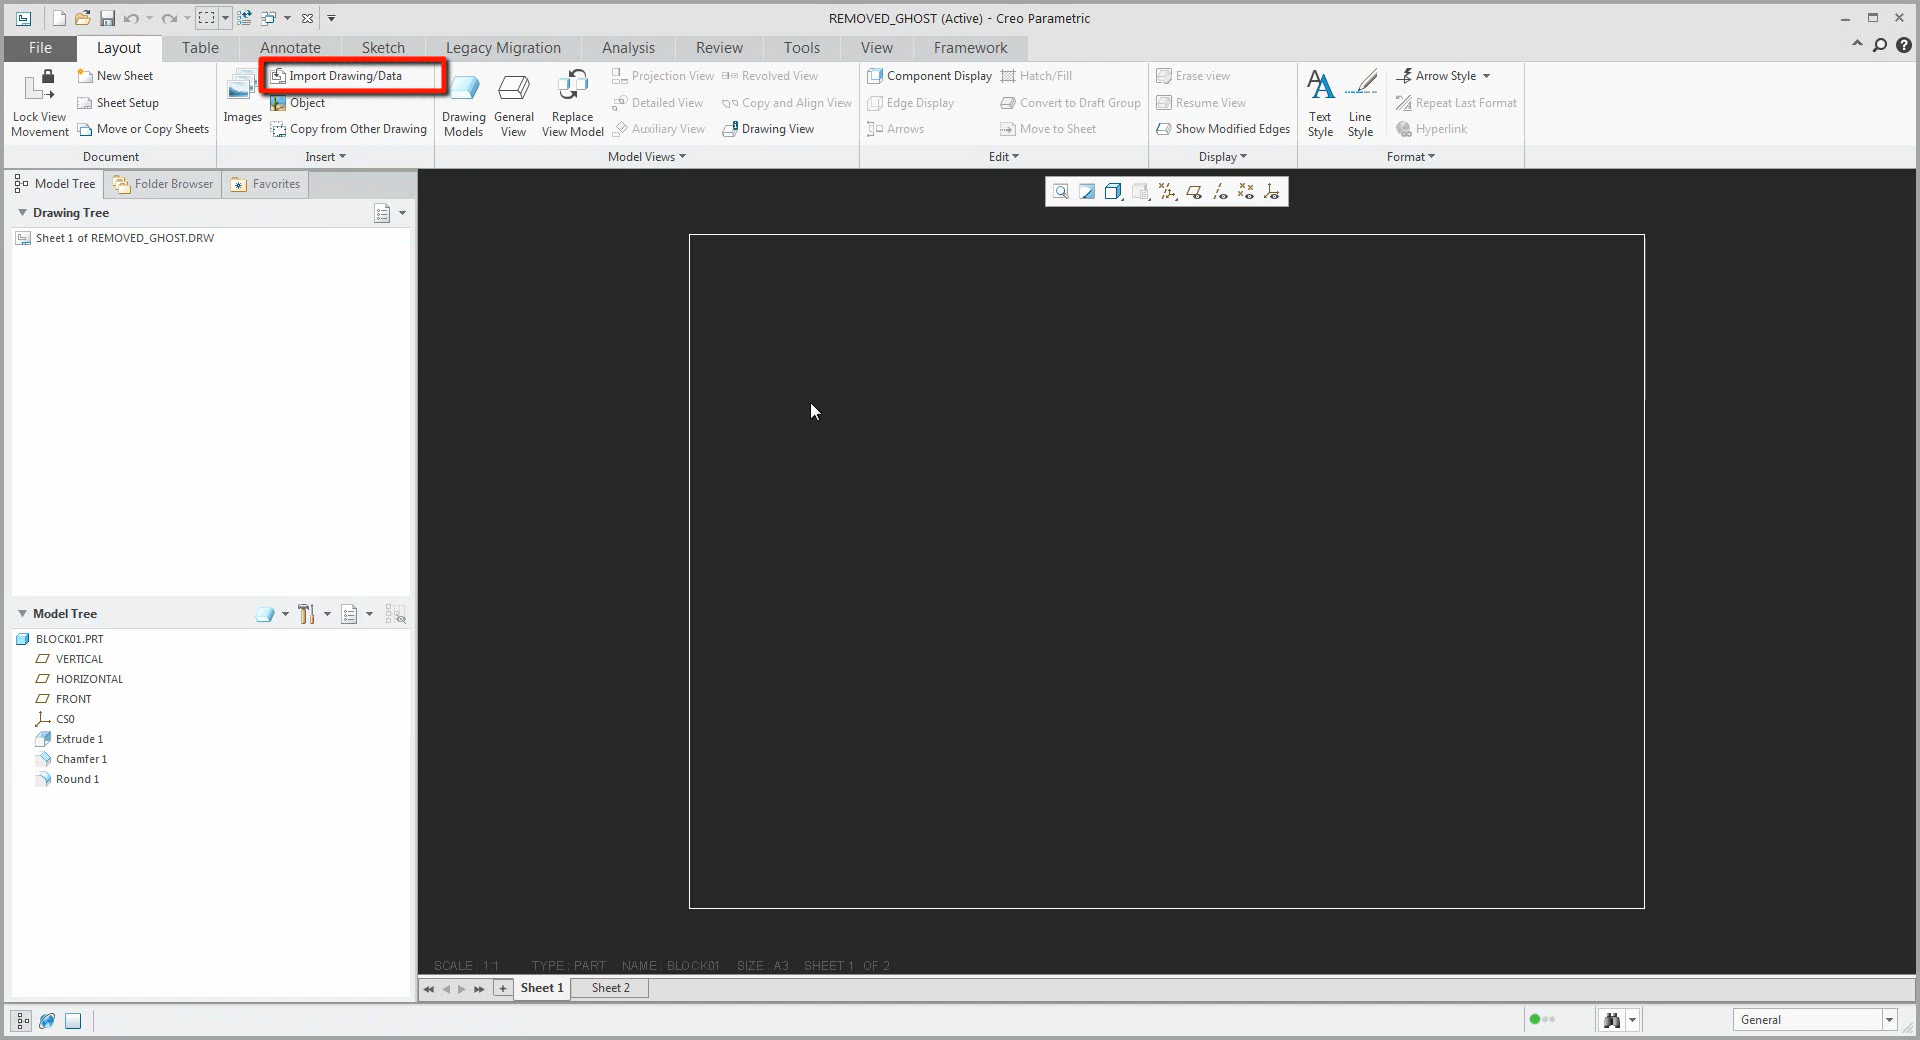 REMOVED_GHOST (Active) - Creo Parametric
File Layout Table Annotate Sketch Legacy Migration Analysis Review Tools View Framework
Lock View Movement
New Sheet
Sheet Setup
Move or Copy Sheets
Document
Images
Import Drawing/Data
Object
Copy from Other Drawing
Insert
Drawing Models
General View
Replace View Model
Projection View
Detailed View
Auxiliary View
Revolved View
Copy and Align View
Drawing View
Model Views
Component Display
Edge Display
Arrows
Hatch/Fill
Convert to Draft Group
Move to Sheet
Edit
Erase view
Resume View
Show Modified Edges
Display
Text Style
Line Style
Arrow Style
Repeat Last Format
Hyperlink
Format
Model Tree Folder Browser Favorites
Drawing Tree
Sheet 1 of REMOVED_GHOST.DRW
Model Tree
BLOCK01.PRT
VERTICAL
HORIZONTAL
FRONT
CS0
Extrude 1
Chamfer 1
Round 1
SCALE : 1:1 TYPE : PART NAME : BLOCK01 SIZE : A3 SHEET 1 OF 2
Sheet 1 Sheet 2
General